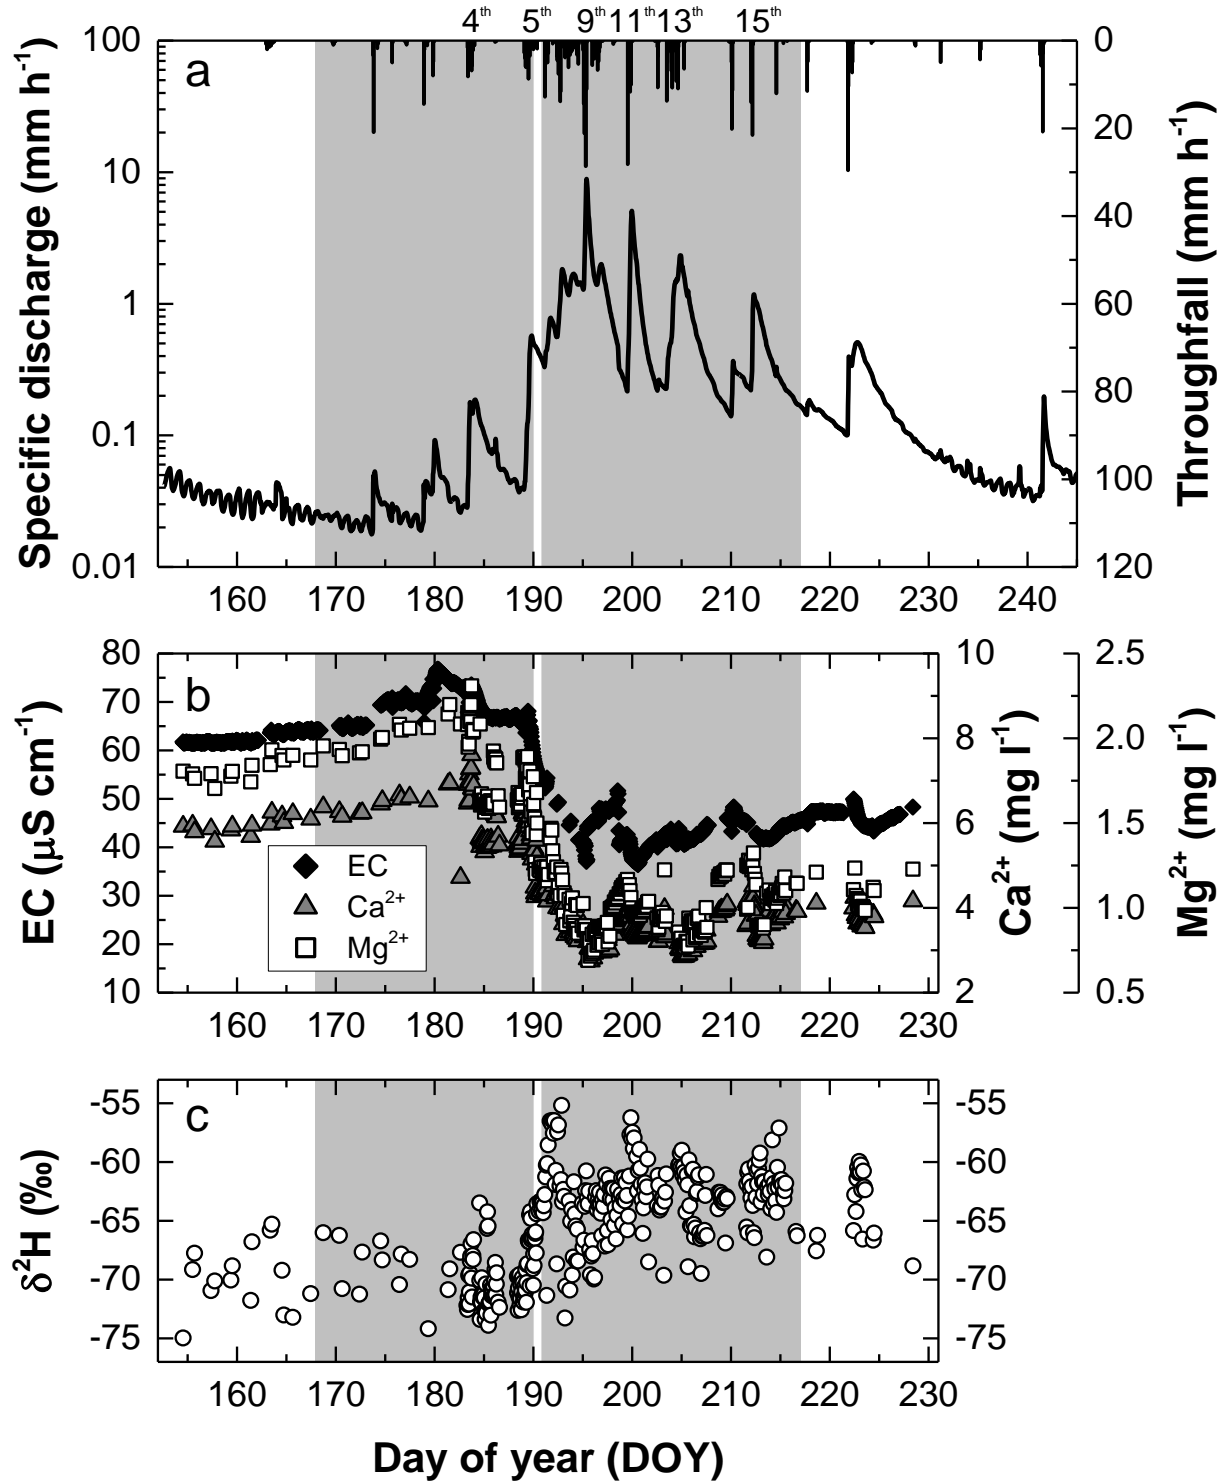 4th 5th 9th 11th 13th 15th
a
Specific discharge (mm h-1)
100
10
1
0.1
0.01
0
20
40
60
80
100
120
Throughfall (mm h-1)
160 170 180 190 200 210 220 230 240
b
EC (μS cm-1)
80
70
60
50
40
30
20
10
EC
Ca2+
Mg2+
10
8
6
4
2
Ca2+ (mg l-1)
2.5
2.0
1.5
1.0
0.5
Mg2+ (mg l-1)
160 170 180 190 200 210 220 230
c
δ2H (‰)
-55
-60
-65
-70
-75
-55
-60
-65
-70
-75
160 170 180 190 200 210 220 230
Day of year (DOY)